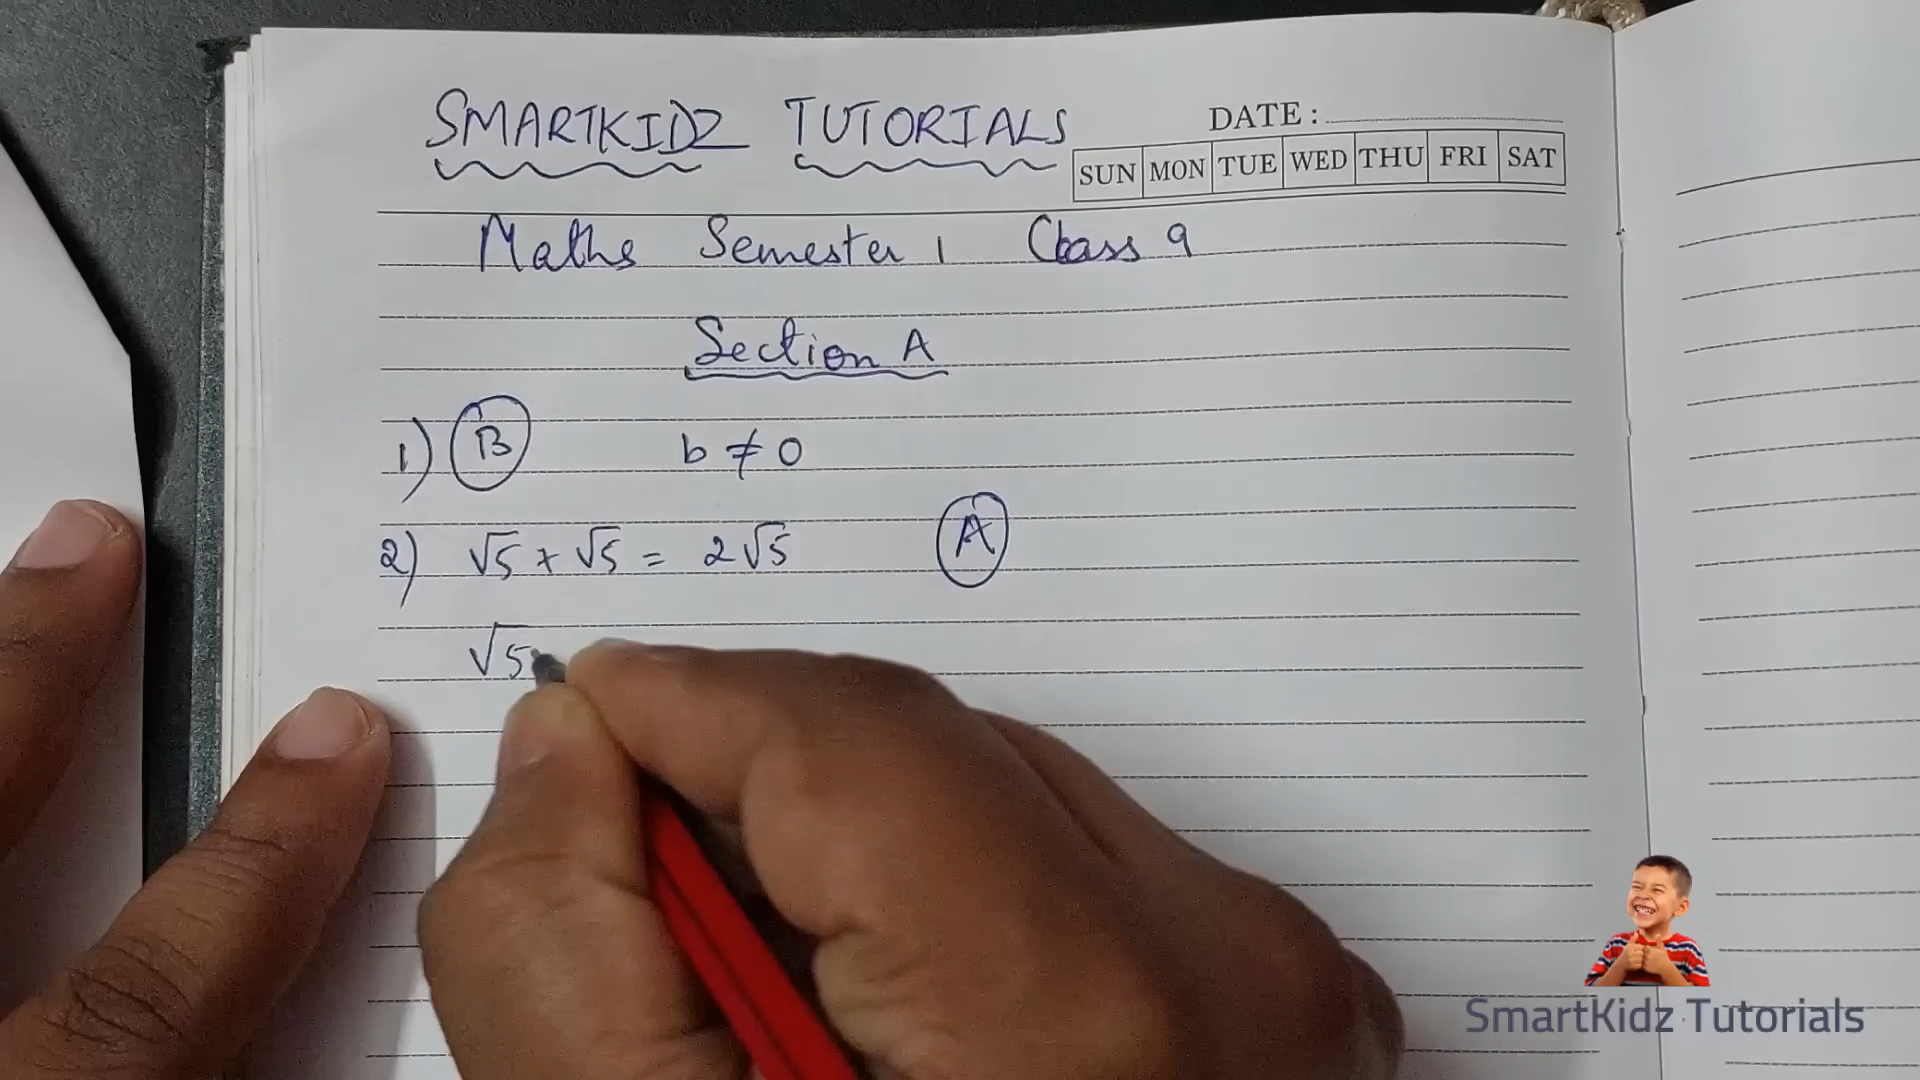 SMARTKIDZ TUTORIALS
DATE :
SUN MON TUE WED THU FRI SAT
Maths Semester 1 Class 9
Section A
1) B b ≠ 0
2) √5 + √5 = 2√5 A
√5
SmartKidz Tutorials